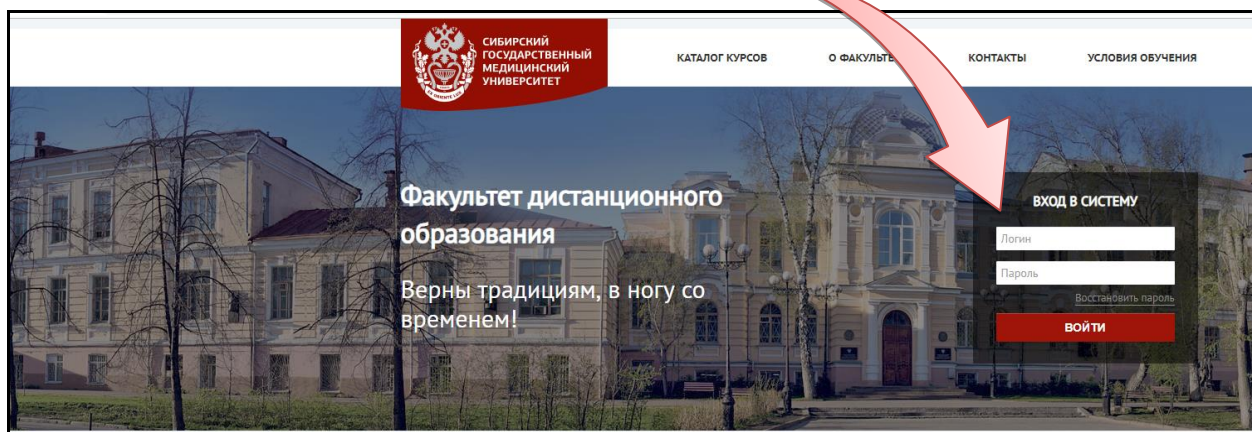 СИБИРСКИЙ
ГОСУДАРСТВЕННЫЙ
МЕДИЦИНСКИЙ
УНИВЕРСИТЕТ
КАТАЛОГ КУРСОВ
О ФАКУЛЬТЕ
КОНТАКТЫ
УСЛОВИЯ ОБУЧЕНИЯ
Факультет дистанционного
образования
Верны традициям, в ногу со
временем!
ВХОД В СИСТЕМУ
Логин
Пароль
Восстановить пароль
ВОЙТИ